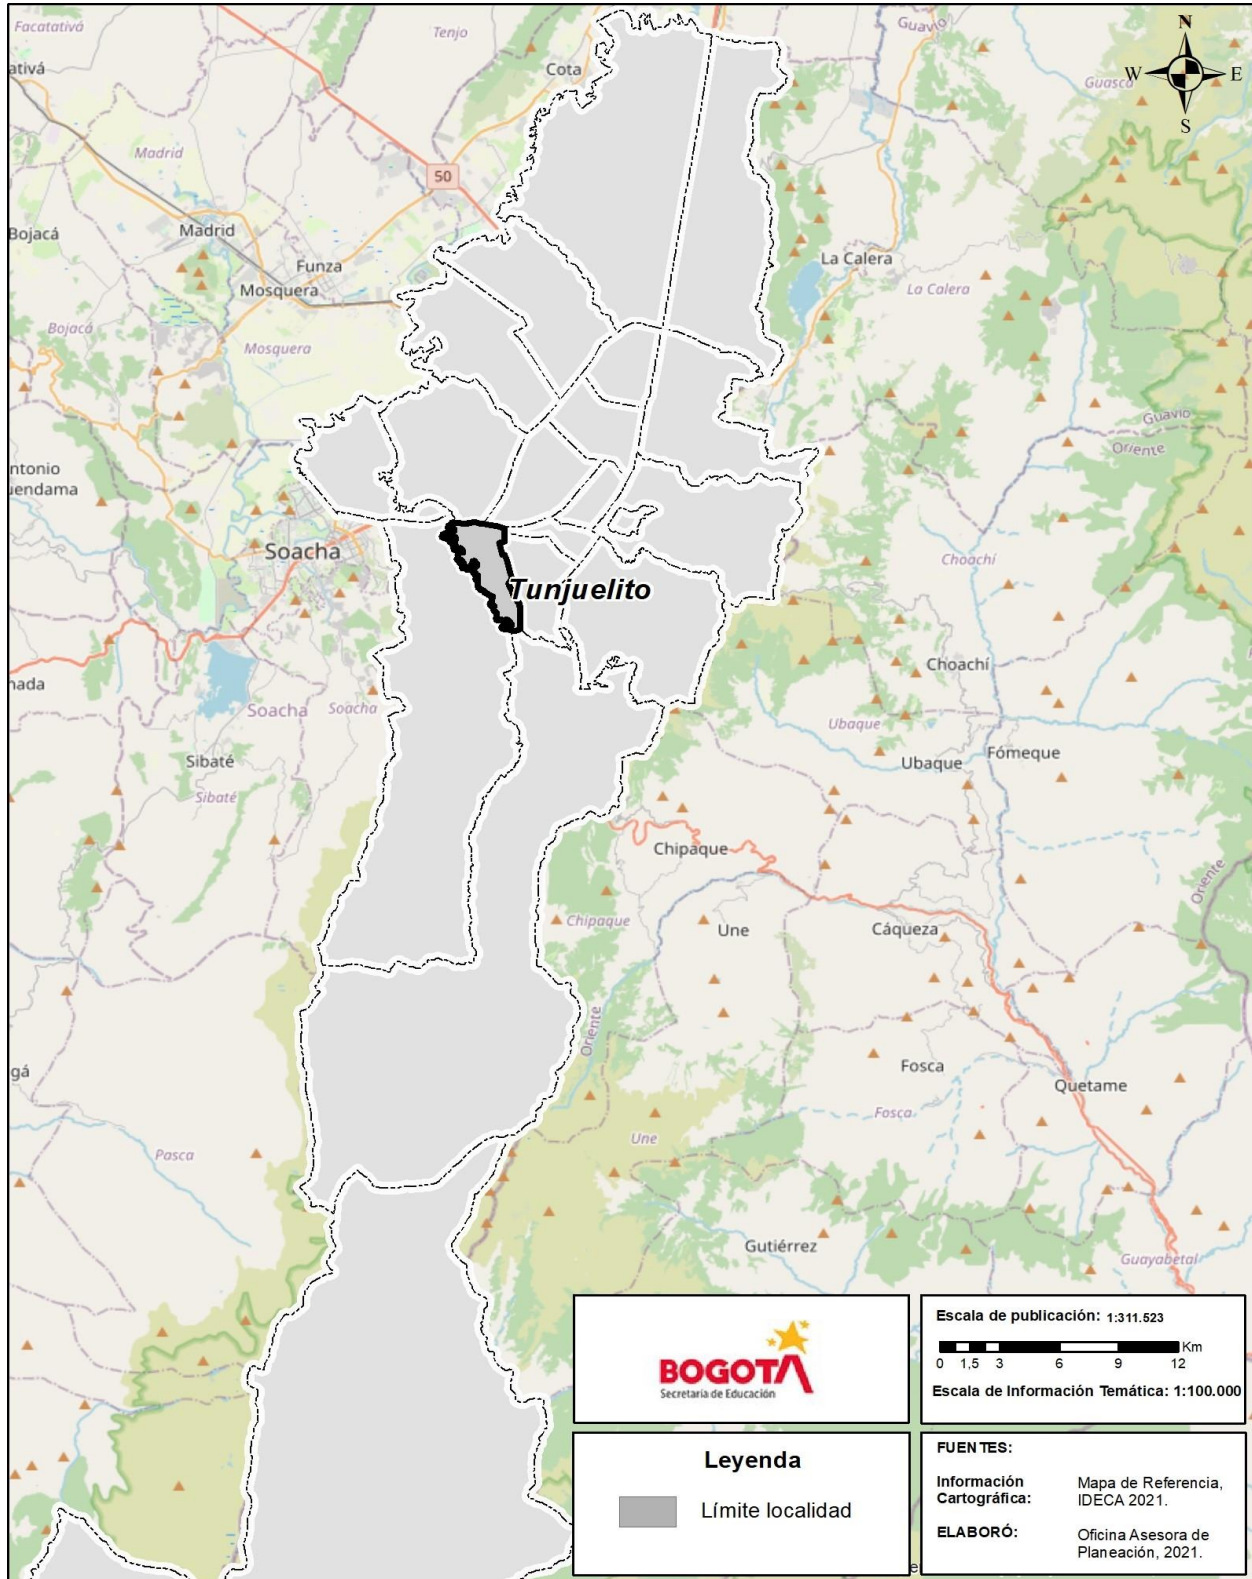 Facatativá
Tenjo
Guavio
N
ativá
Cota
W
E
Guasca
S
Madrid
50
Bojacá
Madrid
La Calera
Funza
Mosquera
La Calera
Bojacá
Mosquera
Guavio
Oriente
ntonio
uendama
Soacha
Choachí
Tunjuelito
Choachí
nada
Soacha
Soacha
Ubaque
Sibaté
Ubaque
Fómeque
Sibaté
Chipaque
Oriente
Chipaque
Une
Cáqueza
Oriente
gá
Fosca
Quetame
Fosca
Une
Pasca
Gutiérrez
Guayabetal
BOGOTÁ
Secretaría de Educación
Escala de publicación: 1:311.523
Km
0 1,5 3 6 9 12
Escala de Información Temática: 1:100.000
Leyenda
Límite localidad
FUENTES:
Información Cartográfica:
Mapa de Referencia,
IDECA 2021.
ELABORÓ:
Oficina Asesora de
Planeación, 2021.